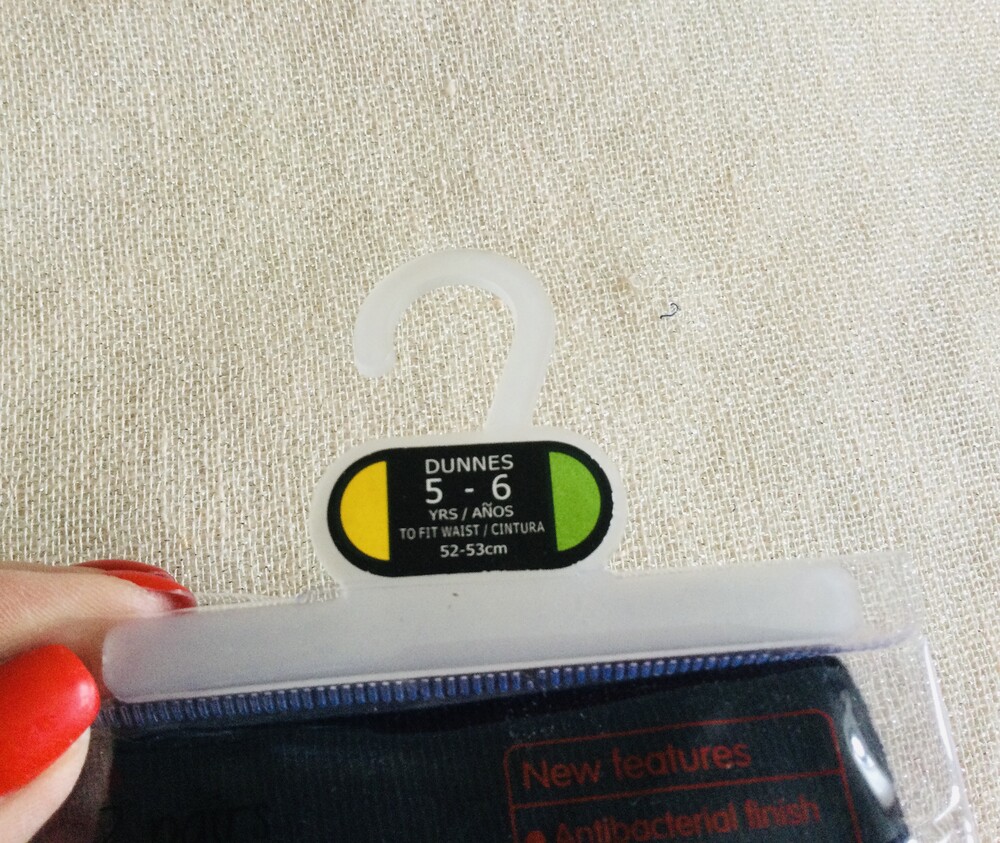 DUNNES
5 - 6
YRS / AÑOS
TO FIT WAIST / CINTURA
52-53cm
New features
• Antibacterial finish